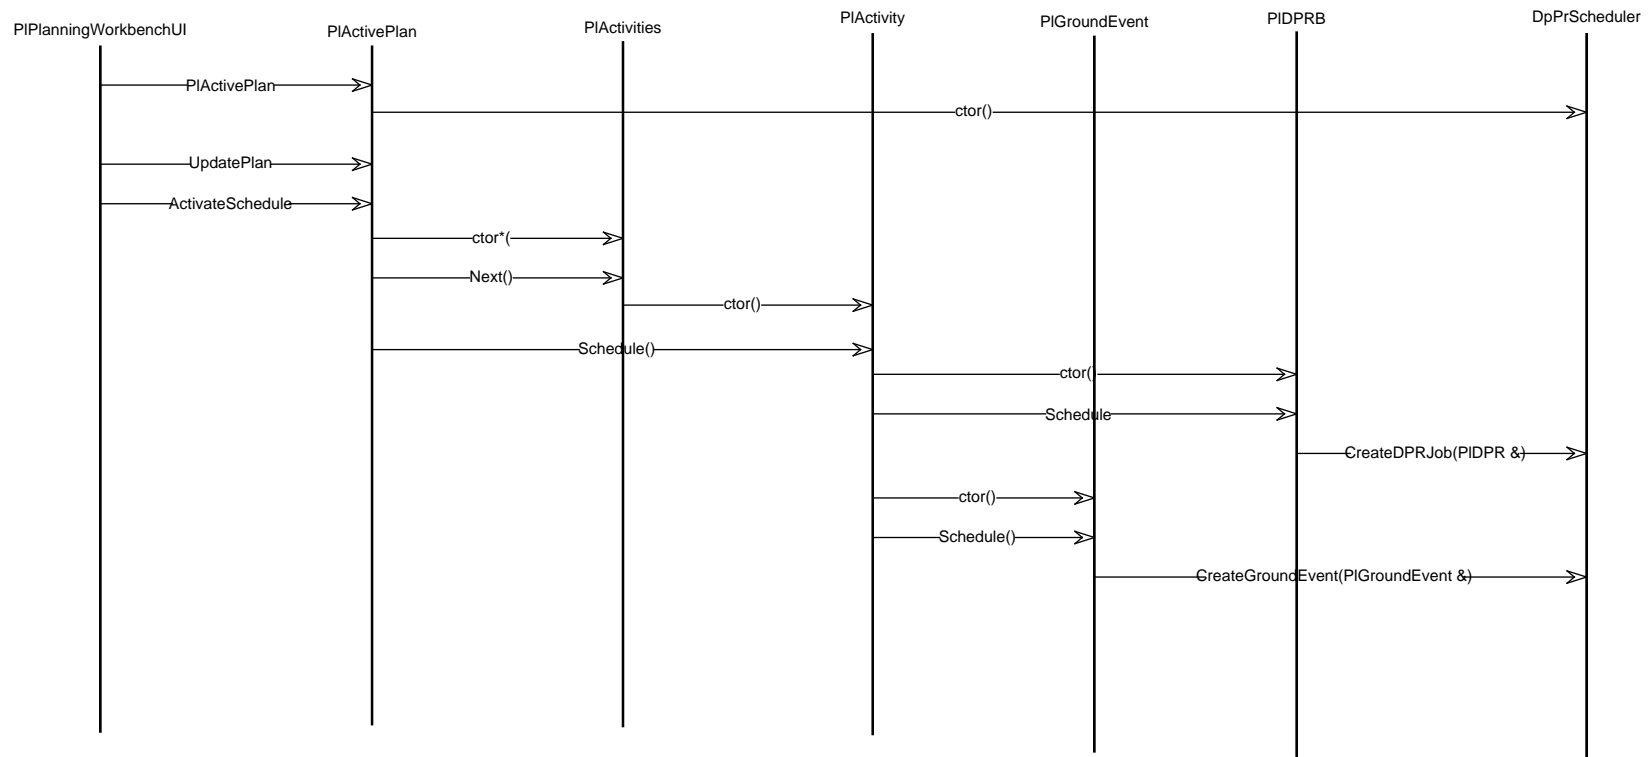 PlPlanningWorkbenchUI
PlActivePlan
PlActivities
PlActivity
PlGroundEvent
PlDPRB
DpPrScheduler
PlActivePlan
ctor()
UpdatePlan
ActivateSchedule
ctor*(
Next()
ctor()
Schedule()
ctor()
Schedule
CreateDPRJob(PlDPR &)
ctor()
Schedule()
CreateGroundEvent(PlGroundEvent &)